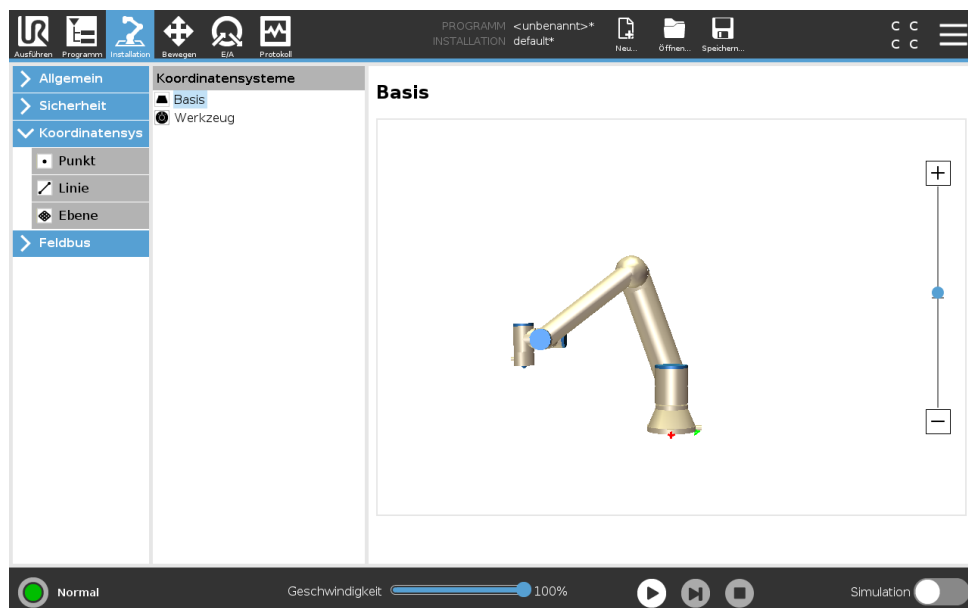 UR
PROGRAMM <unbenannt>*
INSTALLATION default*
Ausführen Programm Installation Bewegen E/A Protokoll
Neu... Öffnen... Speichern...
C C
C C
Allgemein
Sicherheit
Koordinatensys
Punkt
Linie
Ebene
Feldbus
Koordinatensysteme
Basis
Werkzeug
Basis
+
−
Normal
Geschwindigkeit 100%
Simulation